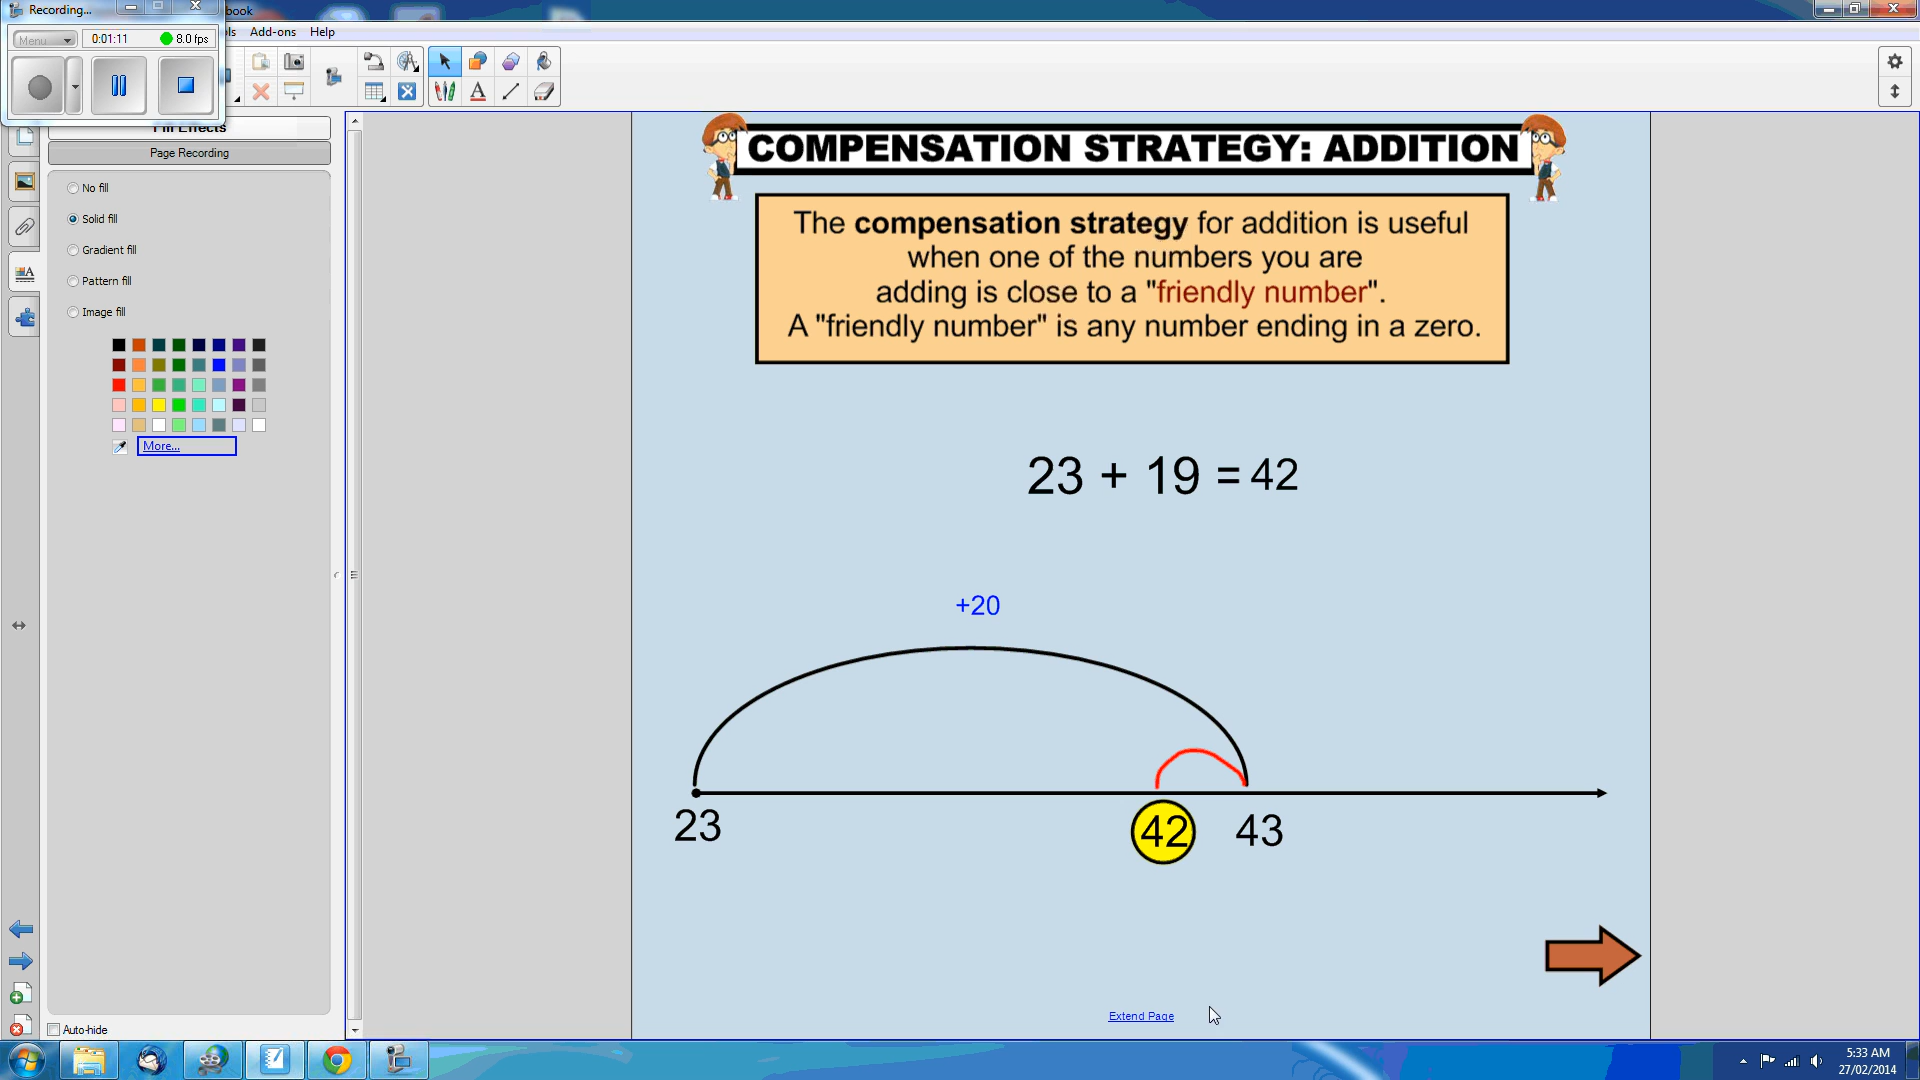 Recording...
book
Menu
0:01:11
8.0 fps
ls Add-ons Help
Fill Effects
Page Recording
No fill
Solid fill
Gradient fill
Pattern fill
Image fill
More...
Auto-hide
COMPENSATION STRATEGY: ADDITION
The compensation strategy for addition is useful
when one of the numbers you are
adding is close to a "friendly number".
A "friendly number" is any number ending in a zero.
23 + 19 = 42
+20
23
42
43
Extend Page
5:33 AM
27/02/2014